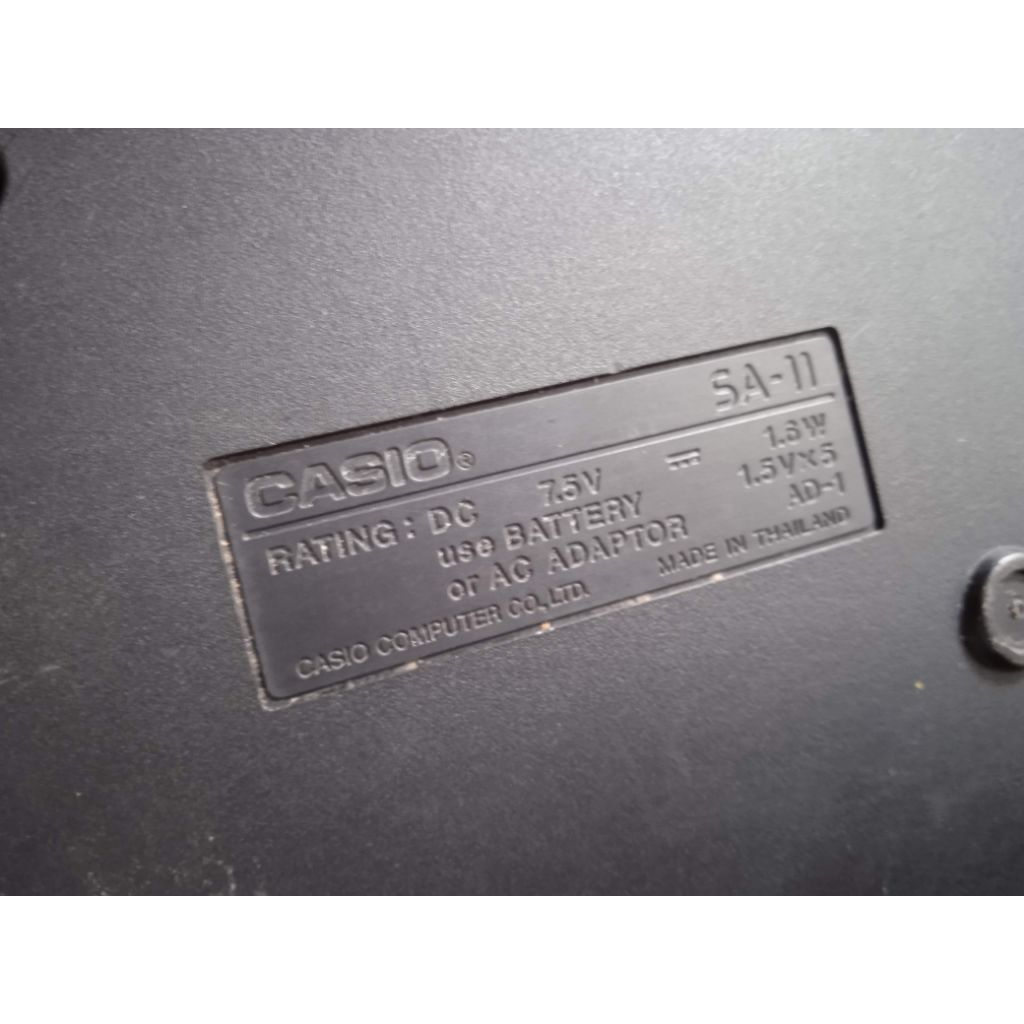 SA-11
CASIO®
RATING: DC 7.5V ⎓ 1.6W
use BATTERY 1.5V×5
or AC ADAPTOR AD-1
CASIO COMPUTER CO.,LTD. MADE IN THAILAND